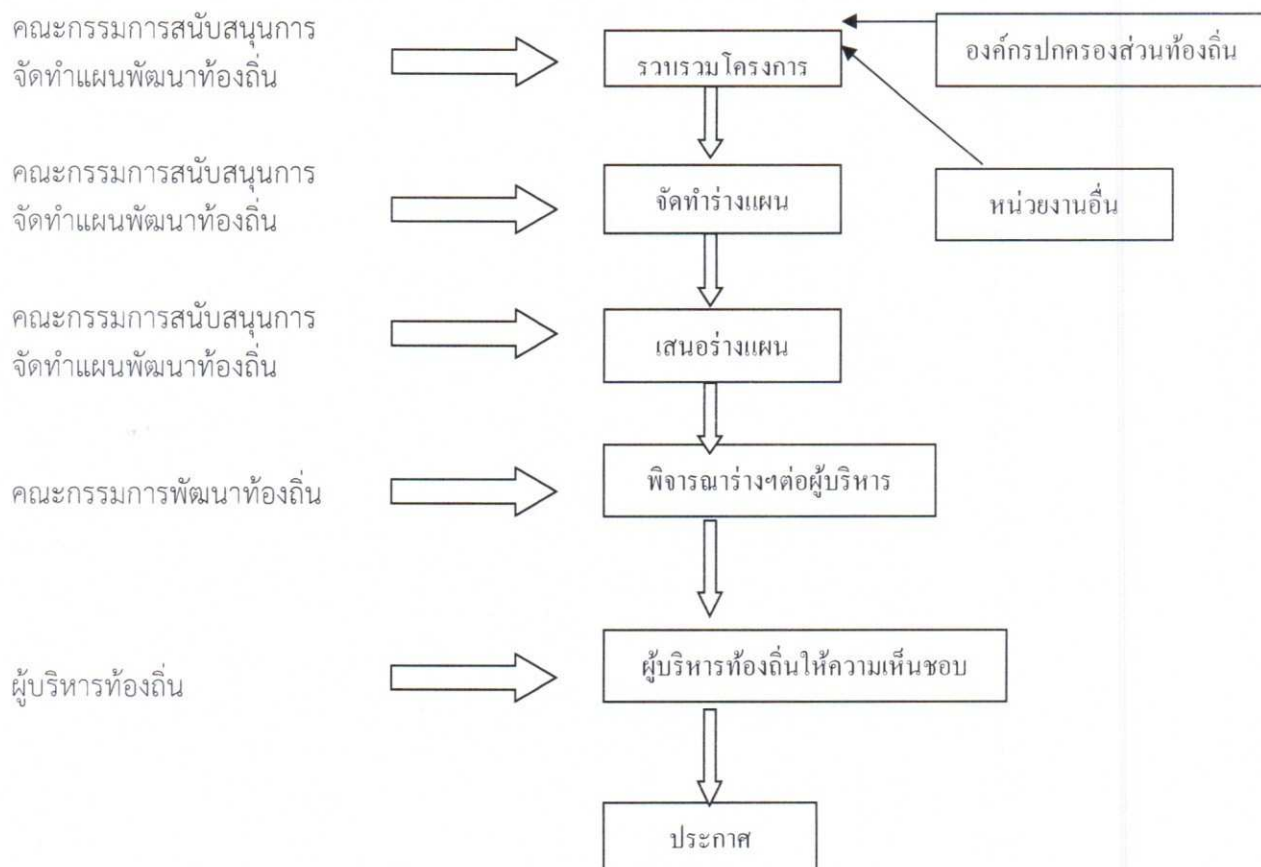 คณะกรรมการสนับสนุนการ
จัดทำแผนพัฒนาท้องถิ่น
รวบรวมโครงการ
องค์กรปกครองส่วนท้องถิ่น
คณะกรรมการสนับสนุนการ
จัดทำแผนพัฒนาท้องถิ่น
จัดทำร่างแผน
หน่วยงานอื่น
คณะกรรมการสนับสนุนการ
จัดทำแผนพัฒนาท้องถิ่น
เสนอร่างแผน
คณะกรรมการพัฒนาท้องถิ่น
พิจารณาร่างฯต่อผู้บริหาร
ผู้บริหารท้องถิ่น
ผู้บริหารท้องถิ่นให้ความเห็นชอบ
ประกาศ